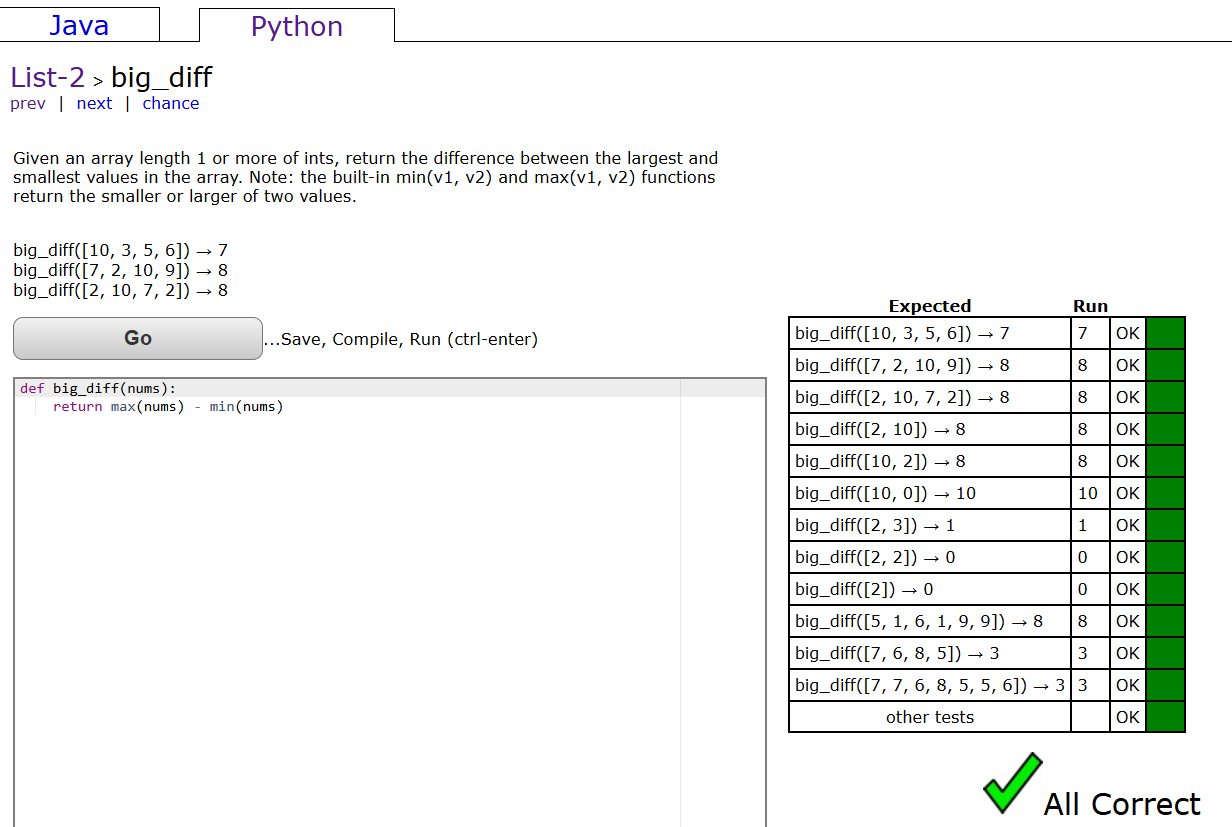 Java Python
List-2 > big_diff
prev | next | chance
Given an array length 1 or more of ints, return the difference between the largest and
smallest values in the array. Note: the built-in min(v1, v2) and max(v1, v2) functions
return the smaller or larger of two values.
big_diff([10, 3, 5, 6]) → 7
big_diff([7, 2, 10, 9]) → 8
big_diff([2, 10, 7, 2]) → 8
Go ...Save, Compile, Run (ctrl-enter)
def big_diff(nums):
    return max(nums) - min(nums)
Expected Run
big_diff([10, 3, 5, 6]) → 7 7 OK
big_diff([7, 2, 10, 9]) → 8 8 OK
big_diff([2, 10, 7, 2]) → 8 8 OK
big_diff([2, 10]) → 8 8 OK
big_diff([10, 2]) → 8 8 OK
big_diff([10, 0]) → 10 10 OK
big_diff([2, 3]) → 1 1 OK
big_diff([2, 2]) → 0 0 OK
big_diff([2]) → 0 0 OK
big_diff([5, 1, 6, 1, 9, 9]) → 8 8 OK
big_diff([7, 6, 8, 5]) → 3 3 OK
big_diff([7, 7, 6, 8, 5, 5, 6]) → 3 3 OK
other tests OK
All Correct